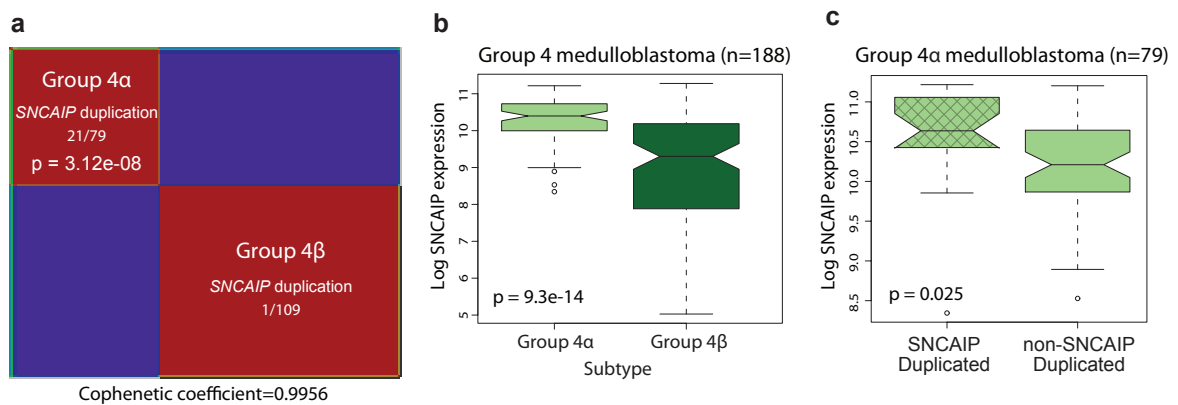 a
Group 4α
SNCAIP duplication
21/79
p = 3.12e-08
Group 4β
SNCAIP duplication
1/109
Cophenetic coefficient=0.9956
b
Group 4 medulloblastoma (n=188)
Log SNCAIP expression
11
10
9
8
7
6
5
p = 9.3e-14
Group 4α
Group 4β
Subtype
c
Group 4α medulloblastoma (n=79)
Log SNCAIP expression
11.0
10.5
10.0
9.5
9.0
8.5
p = 0.025
SNCAIP
Duplicated
non-SNCAIP
Duplicated